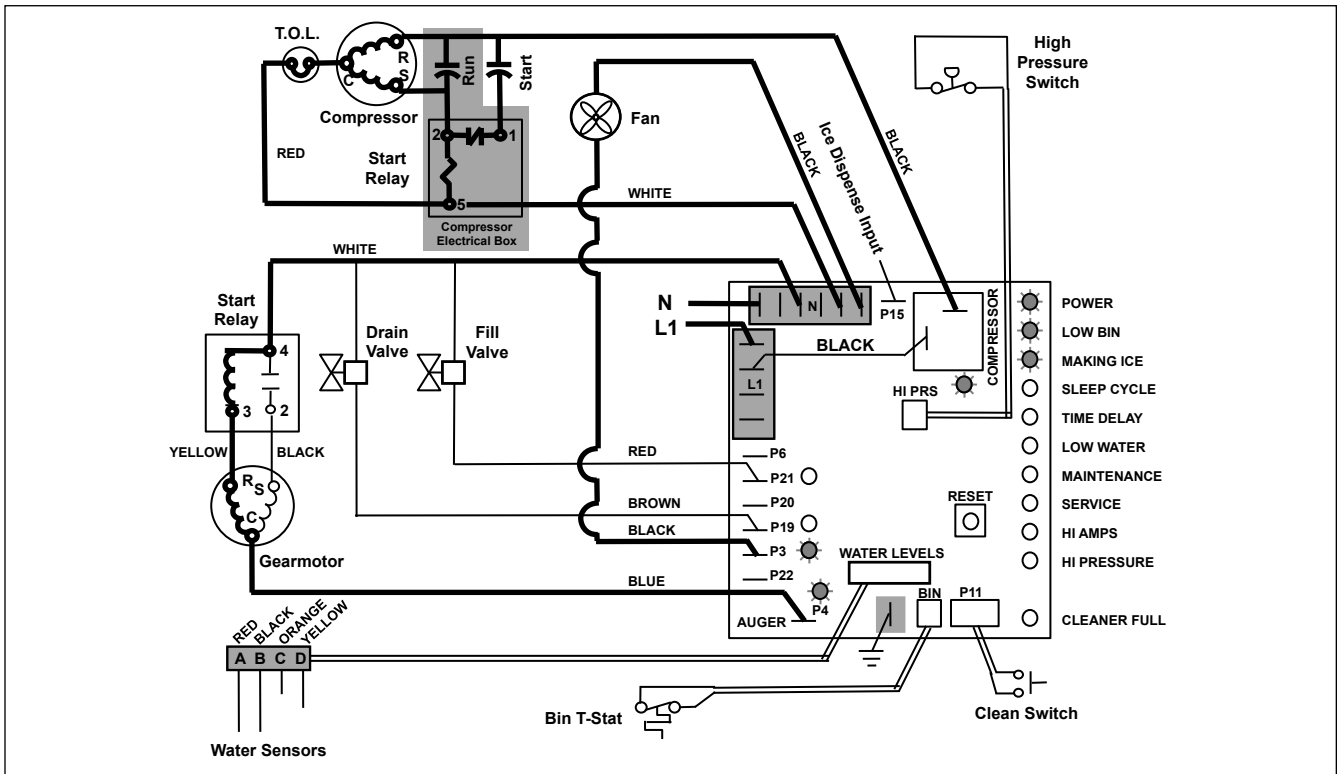 T.O.L.
C
R
S
Compressor
Run
Start
2
1
5
Start
Relay
Compressor
Electrical Box
RED
WHITE
Fan
BLACK
Ice Dispense Input
BLACK
High
Pressure
Switch
WHITE
Start
Relay
4
3
2
YELLOW
BLACK
R
S
C
Gearmotor
Drain
Valve
Fill
Valve
N
L1
N
L1
BLACK
P15
COMPRESSOR
HI PRS
POWER
LOW BIN
MAKING ICE
SLEEP CYCLE
TIME DELAY
LOW WATER
MAINTENANCE
SERVICE
HI AMPS
HI PRESSURE
CLEANER FULL
RED
BROWN
BLACK
BLUE
P6
P21
P20
P19
P3
P22
P4
AUGER
WATER LEVELS
RESET
BIN
P11
RED
BLACK
ORANGE
YELLOW
A B C D
Water Sensors
Bin T-Stat
Clean Switch